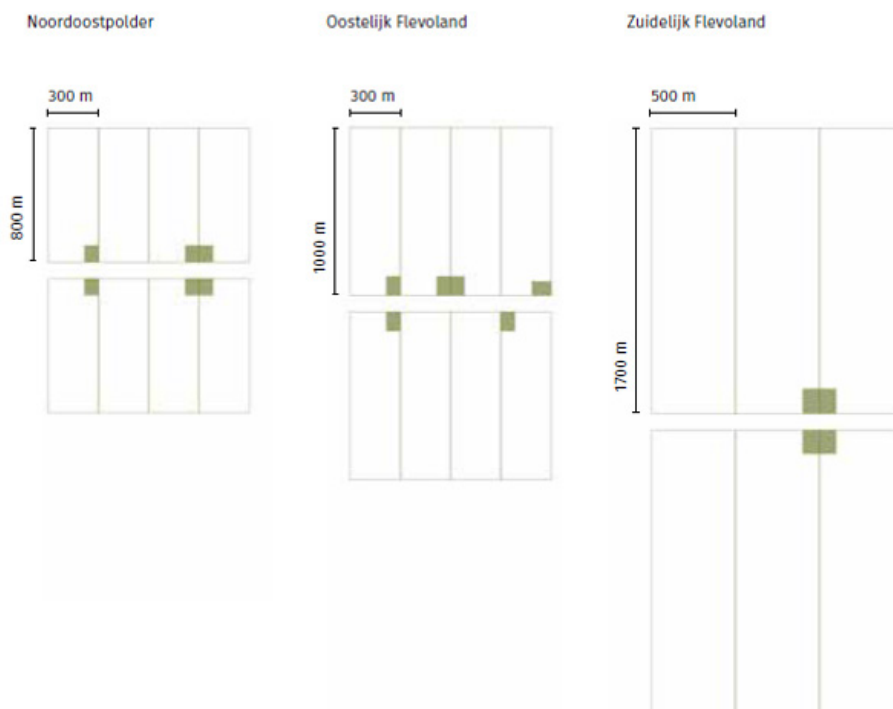 Noordoostpolder
Oostelijk Flevoland
Zuidelijk Flevoland
300 m
300 m
500 m
800 m
1000 m
1700 m